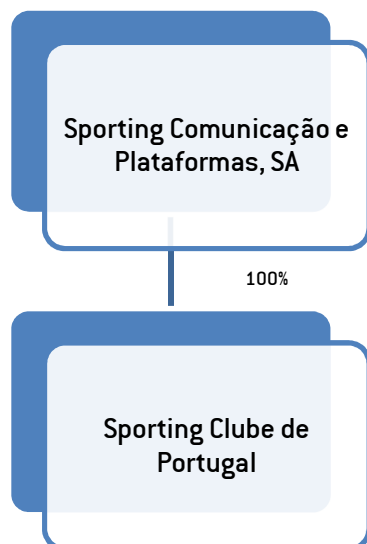 Sporting Comunicação e
Plataformas, SA
100%
Sporting Clube de
Portugal